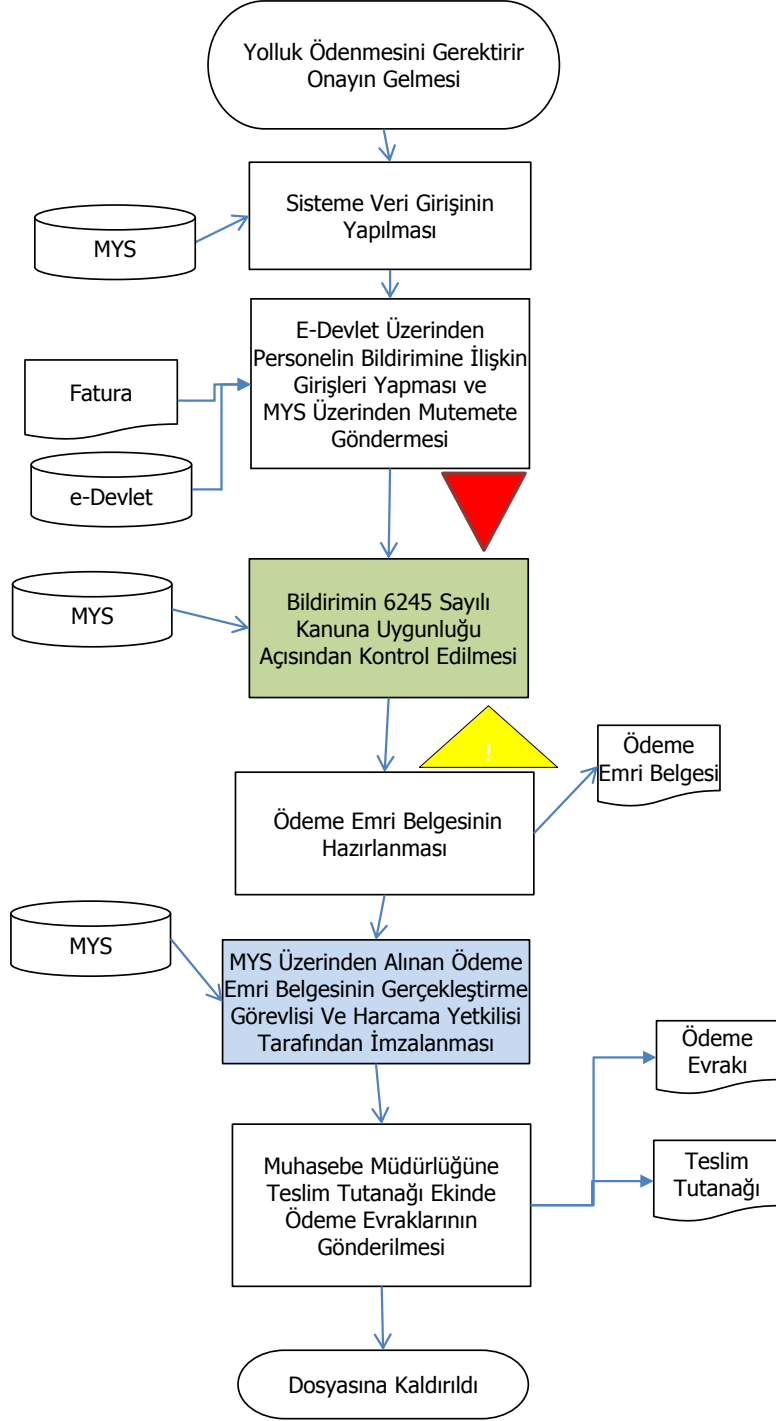 Yolluk Ödenmesini Gerektirir
Onayın Gelmesi
Sisteme Veri Girişinin
Yapılması
MYS
E-Devlet Üzerinden
Personelin Bildirimine İlişkin
Girişleri Yapması ve
MYS Üzerinden Mutemete
Göndermesi
Fatura
e-Devlet
Bildirimin 6245 Sayılı
Kanuna Uygunluğu
Açısından Kontrol Edilmesi
MYS
!
Ödeme
Emri Belgesi
Ödeme Emri Belgesinin
Hazırlanması
MYS
MYS Üzerinden Alınan Ödeme
Emri Belgesinin Gerçekleştirme
Görevlisi Ve Harcama Yetkilisi
Tarafından İmzalanması
Ödeme
Evrakı
Muhasebe Müdürlüğüne
Teslim Tutanağı Ekinde
Ödeme Evraklarının
Gönderilmesi
Teslim
Tutanağı
Dosyasına Kaldırıldı